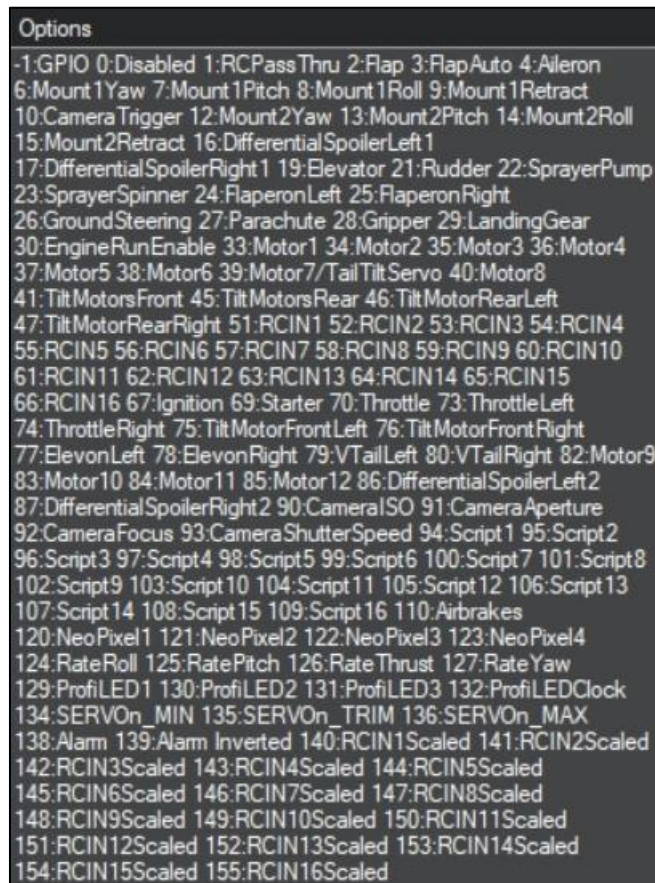 Options
-1:GPIO 0:Disabled 1:RCPassThru 2:Flap 3:FlapAuto 4:Aileron
6:Mount1Yaw 7:Mount1Pitch 8:Mount1Roll 9:Mount1Retract
10:CameraTrigger 12:Mount2Yaw 13:Mount2Pitch 14:Mount2Roll
15:Mount2Retract 16:DifferentialSpoilerLeft1
17:DifferentialSpoilerRight1 19:Elevator 21:Rudder 22:SprayerPump
23:SprayerSpinner 24:FlaperonLeft 25:FlaperonRight
26:GroundSteering 27:Parachute 28:Gripper 29:LandingGear
30:EngineRunEnable 33:Motor1 34:Motor2 35:Motor3 36:Motor4
37:Motor5 38:Motor6 39:Motor7/TailTiltServo 40:Motor8
41:TiltMotorsFront 45:TiltMotorsRear 46:TiltMotorRearLeft
47:TiltMotorRearRight 51:RCIN1 52:RCIN2 53:RCIN3 54:RCIN4
55:RCIN5 56:RCIN6 57:RCIN7 58:RCIN8 59:RCIN9 60:RCIN10
61:RCIN11 62:RCIN12 63:RCIN13 64:RCIN14 65:RCIN15
66:RCIN16 67:Ignition 69:Starter 70:Throttle 73:ThrottleLeft
74:ThrottleRight 75:TiltMotorFrontLeft 76:TiltMotorFrontRight
77:ElevonLeft 78:ElevonRight 79:VTailLeft 80:VTailRight 82:Motor9
83:Motor10 84:Motor11 85:Motor12 86:DifferentialSpoilerLeft2
87:DifferentialSpoilerRight2 90:CameraISO 91:CameraAperture
92:CameraFocus 93:CameraShutterSpeed 94:Script1 95:Script2
96:Script3 97:Script4 98:Script5 99:Script6 100:Script7 101:Script8
102:Script9 103:Script10 104:Script11 105:Script12 106:Script13
107:Script14 108:Script15 109:Script16 110:Airbrakes
120:NeoPixel1 121:NeoPixel2 122:NeoPixel3 123:NeoPixel4
124:RateRoll 125:RatePitch 126:RateThrust 127:RateYaw
129:ProfiLED1 130:ProfiLED2 131:ProfiLED3 132:ProfiLEDClock
134:SERVOn_MIN 135:SERVOn_TRIM 136:SERVOn_MAX
138:Alarm 139:Alarm Inverted 140:RCIN1Scaled 141:RCIN2Scaled
142:RCIN3Scaled 143:RCIN4Scaled 144:RCIN5Scaled
145:RCIN6Scaled 146:RCIN7Scaled 147:RCIN8Scaled
148:RCIN9Scaled 149:RCIN10Scaled 150:RCIN11Scaled
151:RCIN12Scaled 152:RCIN13Scaled 153:RCIN14Scaled
154:RCIN15Scaled 155:RCIN16Scaled